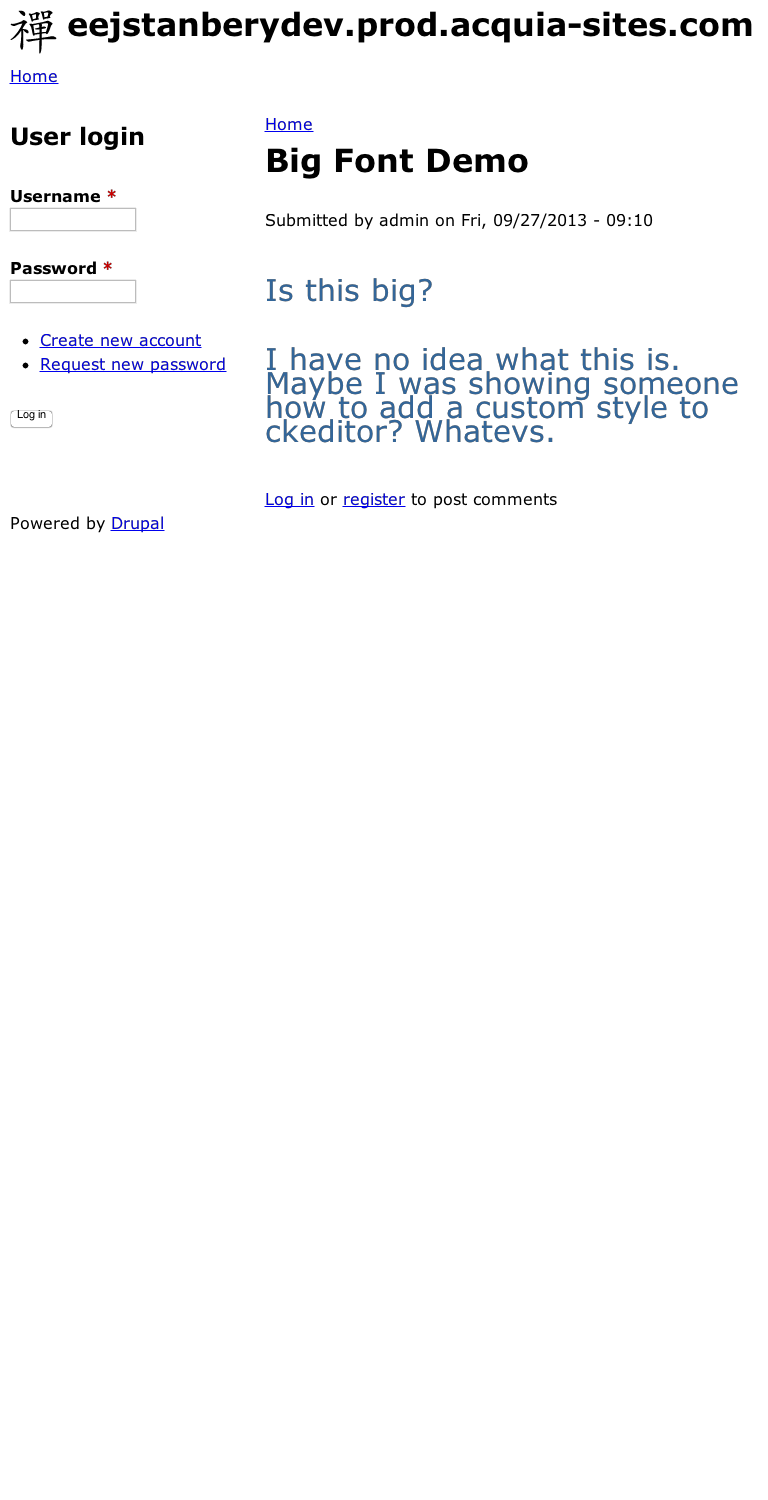 禪 eejstanberydev.prod.acquia-sites.com
Home
User login
Username *
Password *
Create new account
Request new password
Log in
Home
Big Font Demo
Submitted by admin on Fri, 09/27/2013 - 09:10
Is this big?
I have no idea what this is.
Maybe I was showing someone
how to add a custom style to
ckeditor? Whatevs.
Log in or register to post comments
Powered by Drupal